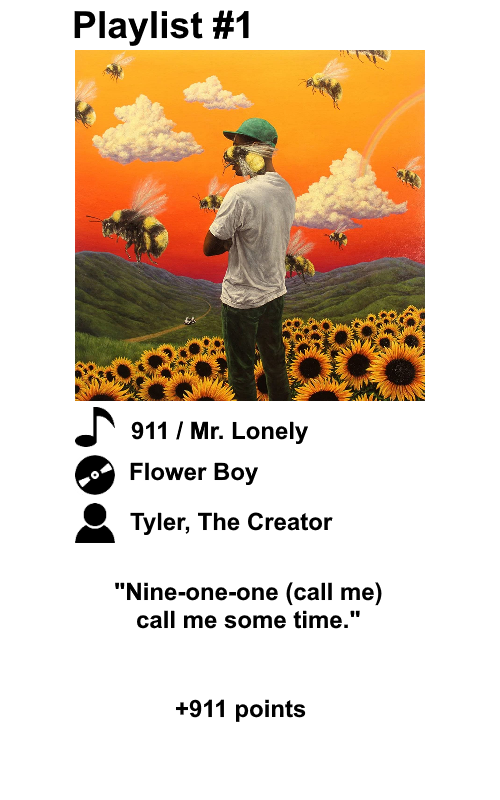 Playlist #1
911 / Mr. Lonely
Flower Boy
Tyler, The Creator
"Nine-one-one (call me)
call me some time."
+911 points